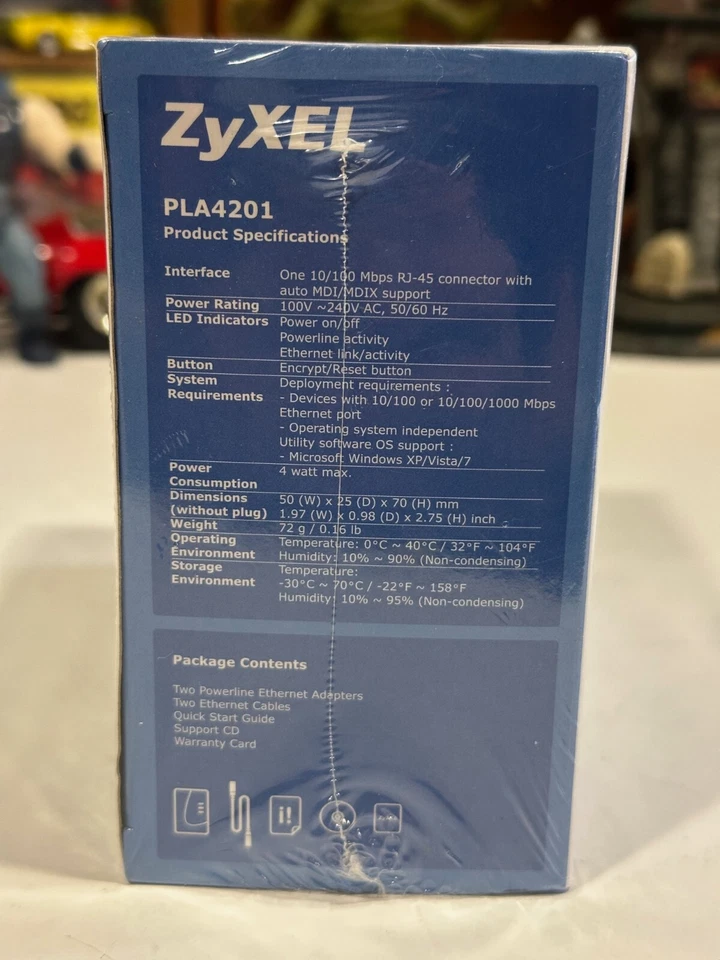 ZyXEL
PLA4201
Product Specifications
Interface One 10/100 Mbps RJ-45 connector with
auto MDI/MDIX support
Power Rating 100V ~240V AC, 50/60 Hz
LED Indicators Power on/off
Powerline activity
Ethernet link/activity
Button Encrypt/Reset button
System Deployment requirements :
Requirements - Devices with 10/100 or 10/100/1000 Mbps
Ethernet port
- Operating system independent
Utility software OS support :
- Microsoft Windows XP/Vista/7
Power 4 watt max.
Consumption
Dimensions 50 (W) x 25 (D) x 70 (H) mm
(without plug) 1.97 (W) x 0.98 (D) x 2.75 (H) inch
Weight 72 g / 0.16 lb
Operating Temperature: 0°C ~ 40°C / 32°F ~ 104°F
Environment Humidity: 10% ~ 90% (Non-condensing)
Storage Temperature:
Environment -30°C ~ 70°C / -22°F ~ 158°F
Humidity: 10% ~ 95% (Non-condensing)
Package Contents
Two Powerline Ethernet Adapters
Two Ethernet Cables
Quick Start Guide
Support CD
Warranty Card